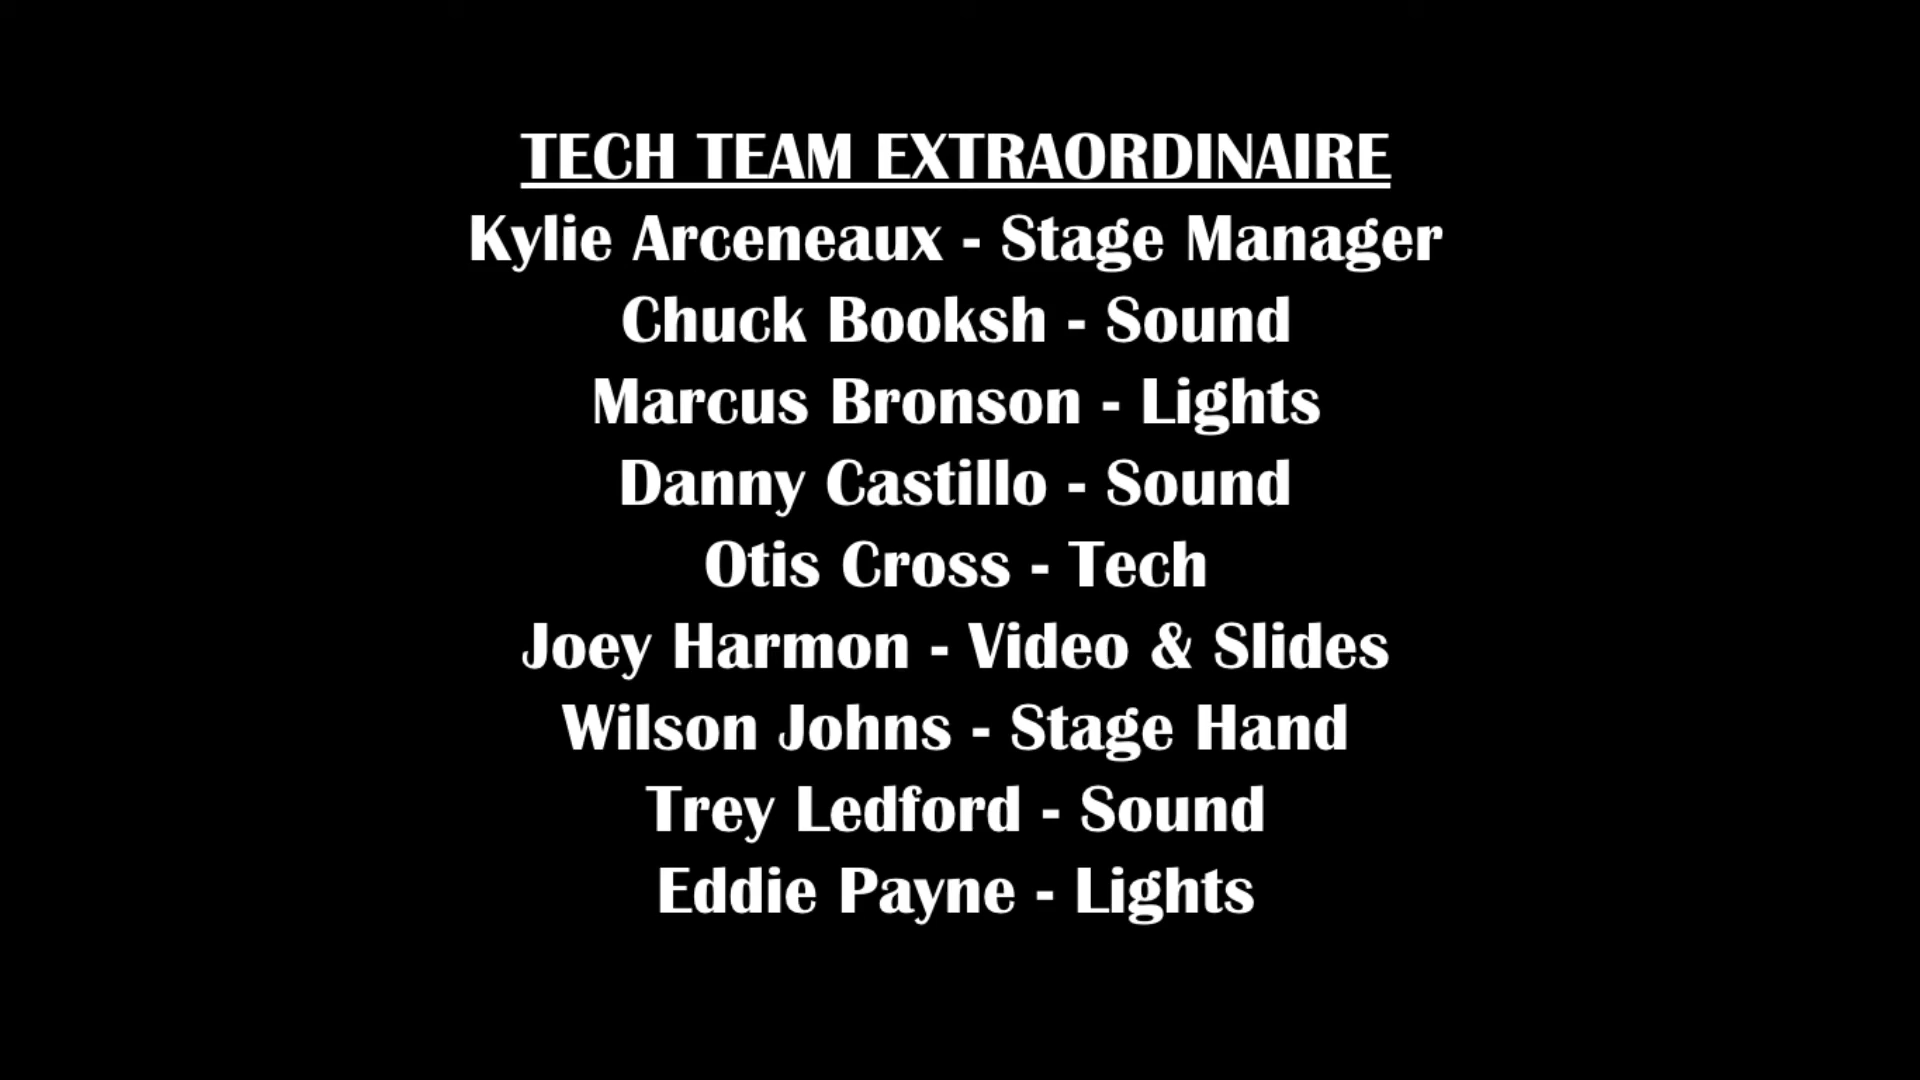 TECH TEAM EXTRAORDINAIRE
Kylie Arceneaux - Stage Manager
Chuck Booksh - Sound
Marcus Bronson - Lights
Danny Castillo - Sound
Otis Cross - Tech
Joey Harmon - Video & Slides
Wilson Johns - Stage Hand
Trey Ledford - Sound
Eddie Payne - Lights